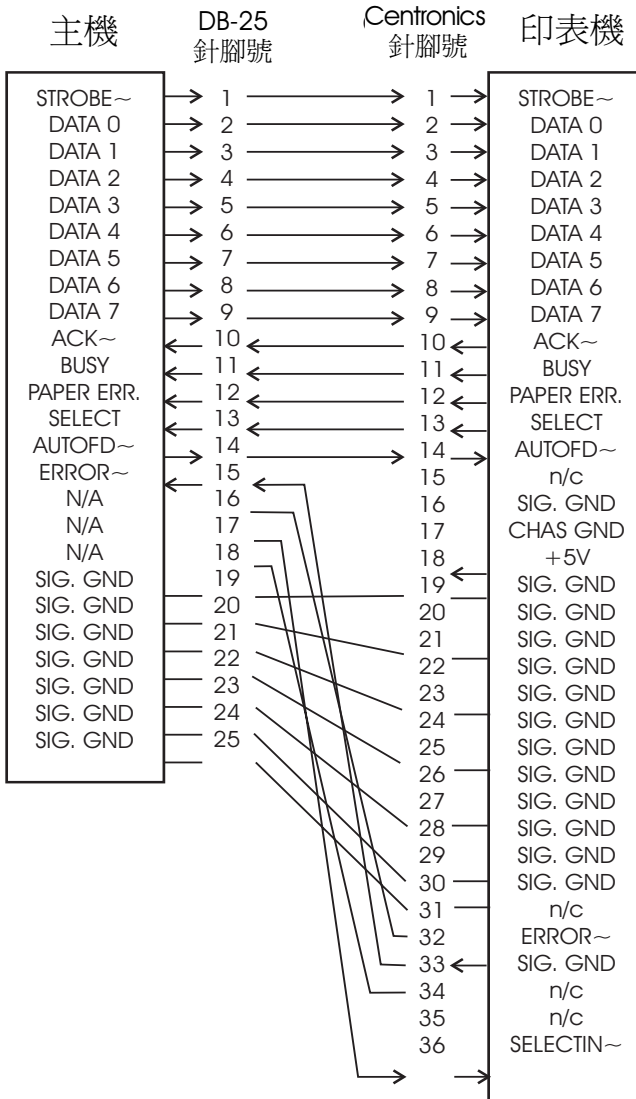 主機 DB-25 Centronics 印表機
針腳號 針腳號
STROBE~ 1 1 STROBE~
DATA 0 2 2 DATA 0
DATA 1 3 3 DATA 1
DATA 2 4 4 DATA 2
DATA 3 5 5 DATA 3
DATA 4 6 6 DATA 4
DATA 5 7 7 DATA 5
DATA 6 8 8 DATA 6
DATA 7 9 9 DATA 7
ACK~ 10 10 ACK~
BUSY 11 11 BUSY
PAPER ERR. 12 12 PAPER ERR.
SELECT 13 13 SELECT
AUTOFD~ 14 14 AUTOFD~
ERROR~ 15 15 n/c
N/A 16 16 SIG. GND
N/A 17 17 CHAS GND
N/A 18 18 +5V
SIG. GND 19 19 SIG. GND
SIG. GND 20 20 SIG. GND
SIG. GND 21 21 SIG. GND
SIG. GND 22 22 SIG. GND
SIG. GND 23 23 SIG. GND
SIG. GND 24 24 SIG. GND
SIG. GND 25 25 SIG. GND
26 SIG. GND
27 SIG. GND
28 SIG. GND
29 SIG. GND
30 SIG. GND
31 n/c
32 ERROR~
33 SIG. GND
34 n/c
35 n/c
36 SELECTIN~